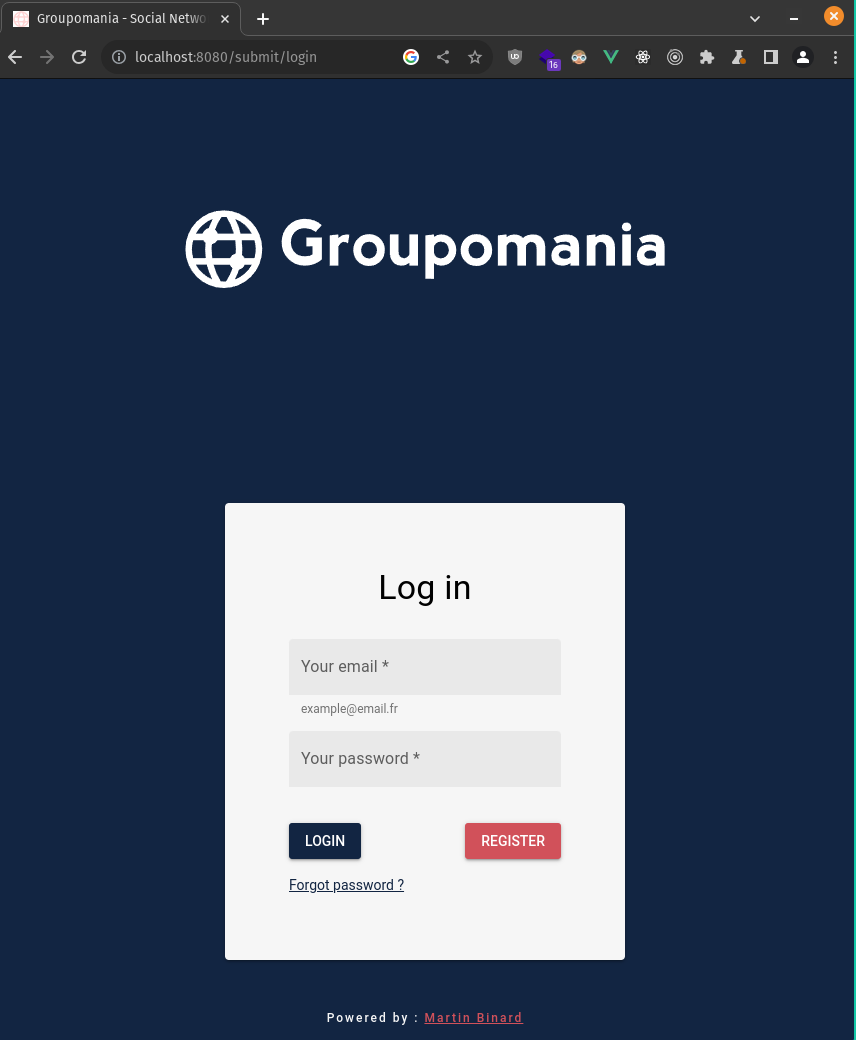 Groupomania - Social Netwo
localhost:8080/submit/login
UD
16
Groupomania
Log in
Your email *
example@email.fr
Your password *
LOGIN REGISTER
Forgot password ?
Powered by : Martin Binard